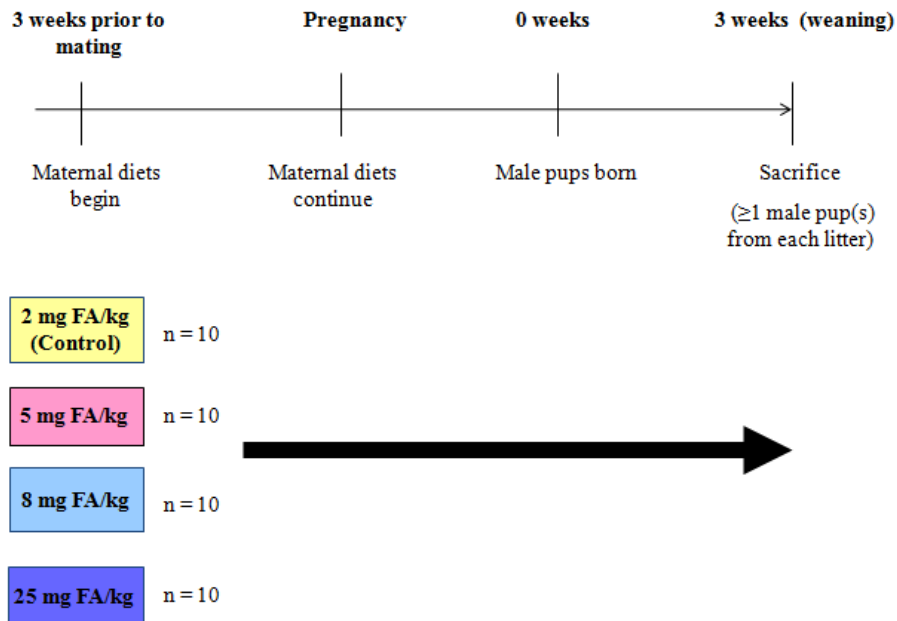 3 weeks prior to
mating
Pregnancy
0 weeks
3 weeks (weaning)
Maternal diets
begin
Maternal diets
continue
Male pups born
Sacrifice
(≥1 male pup(s)
from each litter)
2 mg FA/kg
(Control)
n = 10
5 mg FA/kg
n = 10
8 mg FA/kg
n = 10
25 mg FA/kg
n = 10